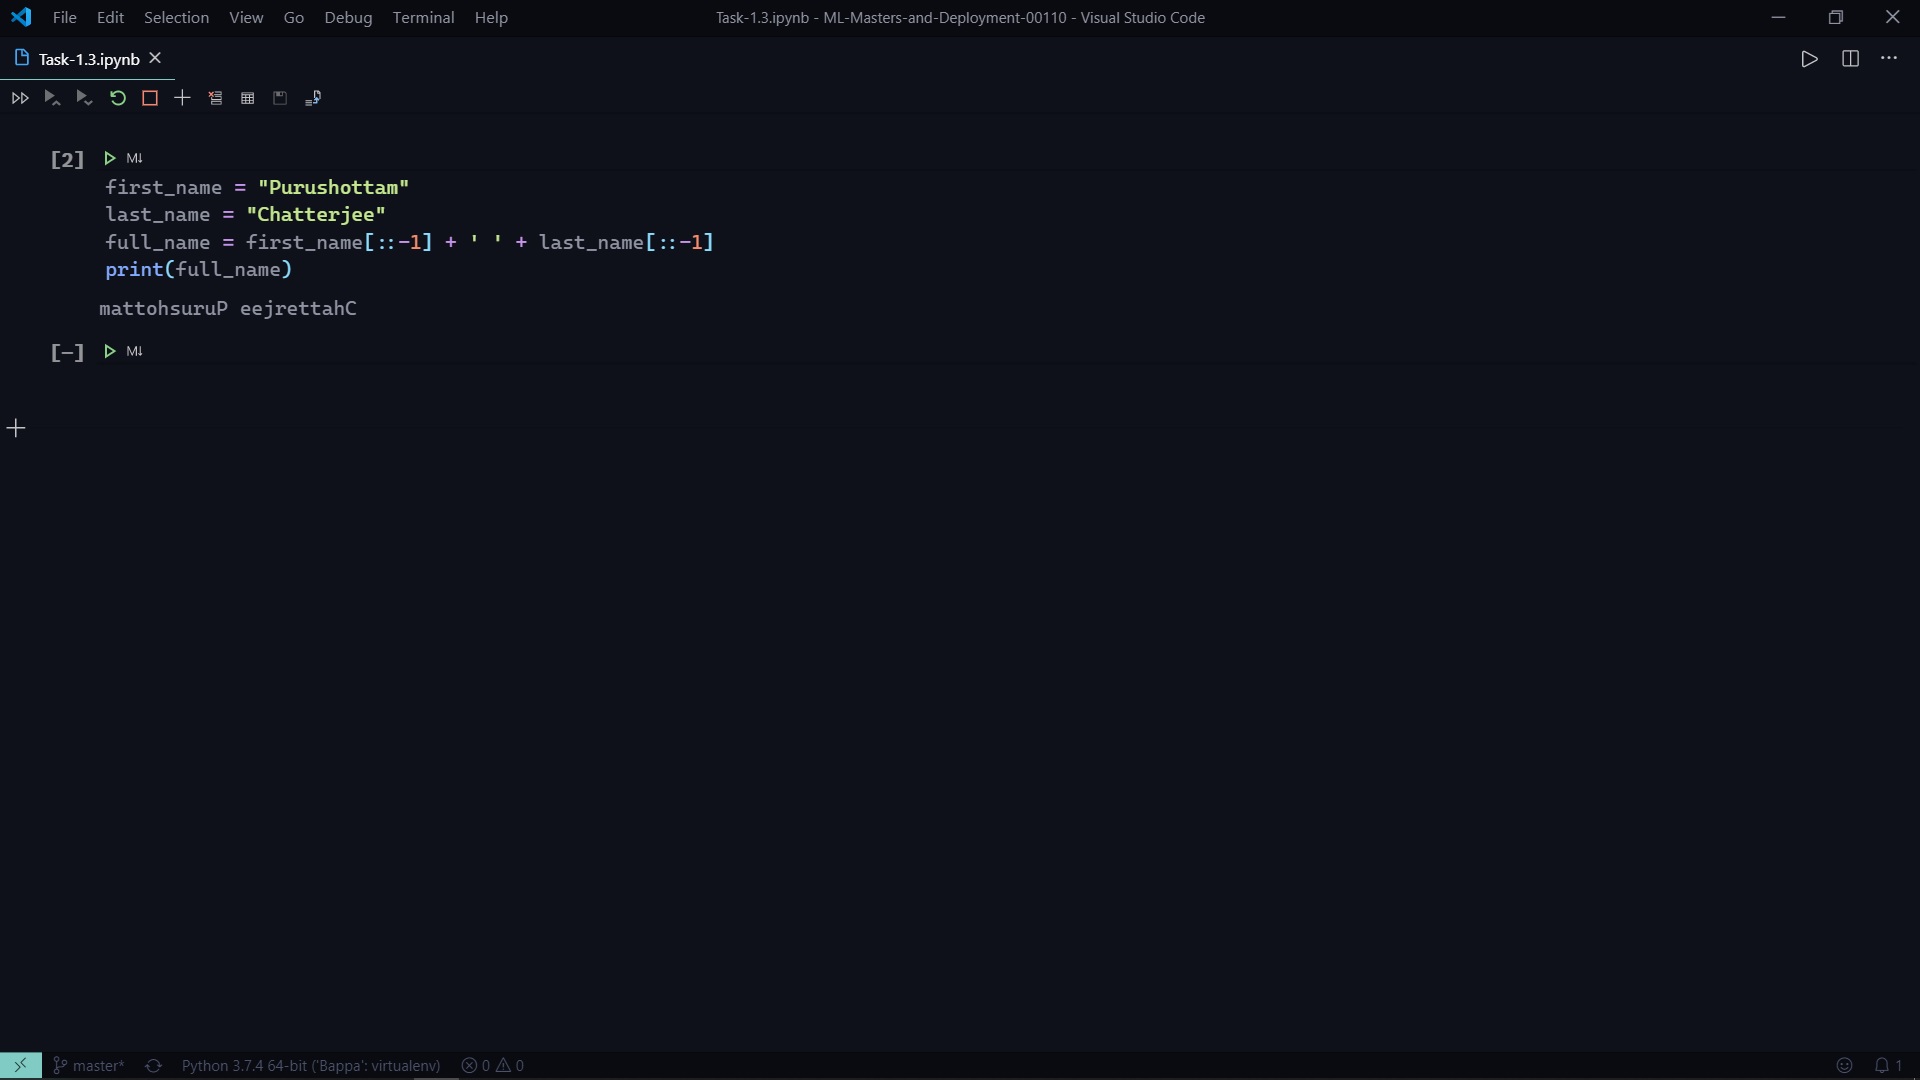 File Edit Selection View Go Debug Terminal Help
Task-1.3.ipynb - ML-Masters-and-Deployment-00110 - Visual Studio Code
Task-1.3.ipynb
[2] M↓
first_name = "Purushottam"
last_name = "Chatterjee"
full_name = first_name[::-1] + ' ' + last_name[::-1]
print(full_name)
mattohsuruP eejrettahC
[-] M↓
master* Python 3.7.4 64-bit ('Bappa': virtualenv) 0 0 1